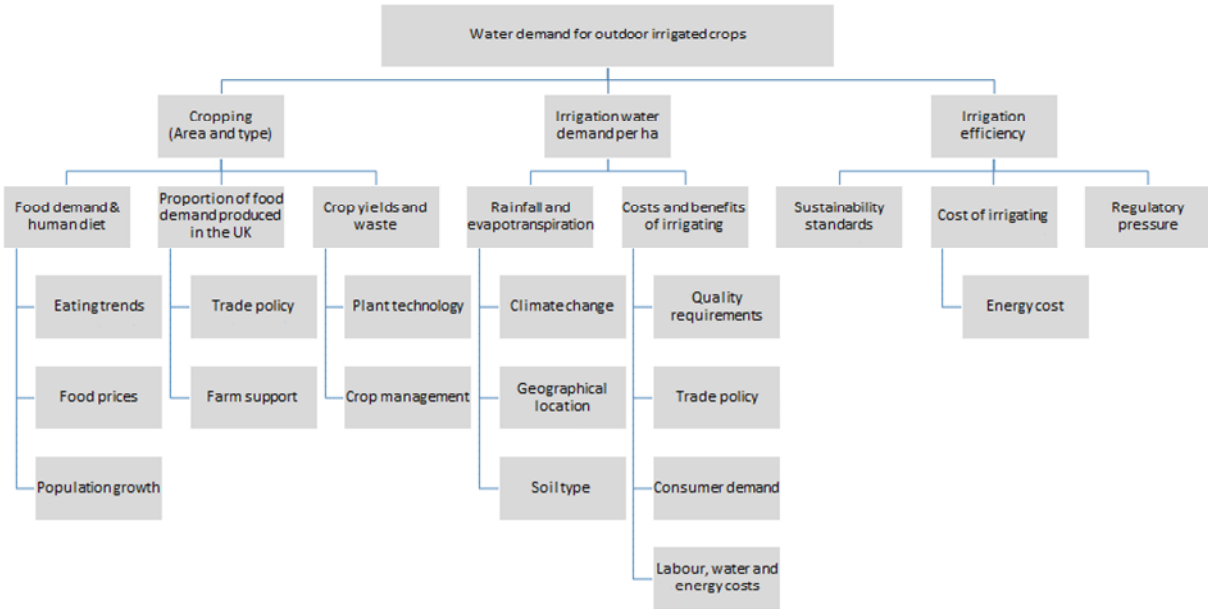 Water demand for outdoor irrigated crops
Cropping
(Area and type)
Irrigation water
demand per ha
Irrigation
efficiency
Food demand &
human diet
Proportion of food
demand produced
in the UK
Crop yields and
waste
Rainfall and
evapotranspiration
Costs and benefits
of irrigating
Sustainability
standards
Cost of irrigating
Regulatory
pressure
Eating trends
Trade policy
Plant technology
Climate change
Quality
requirements
Energy cost
Food prices
Farm support
Crop management
Geographical
location
Trade policy
Population growth
Soil type
Consumer demand
Labour, water and
energy costs